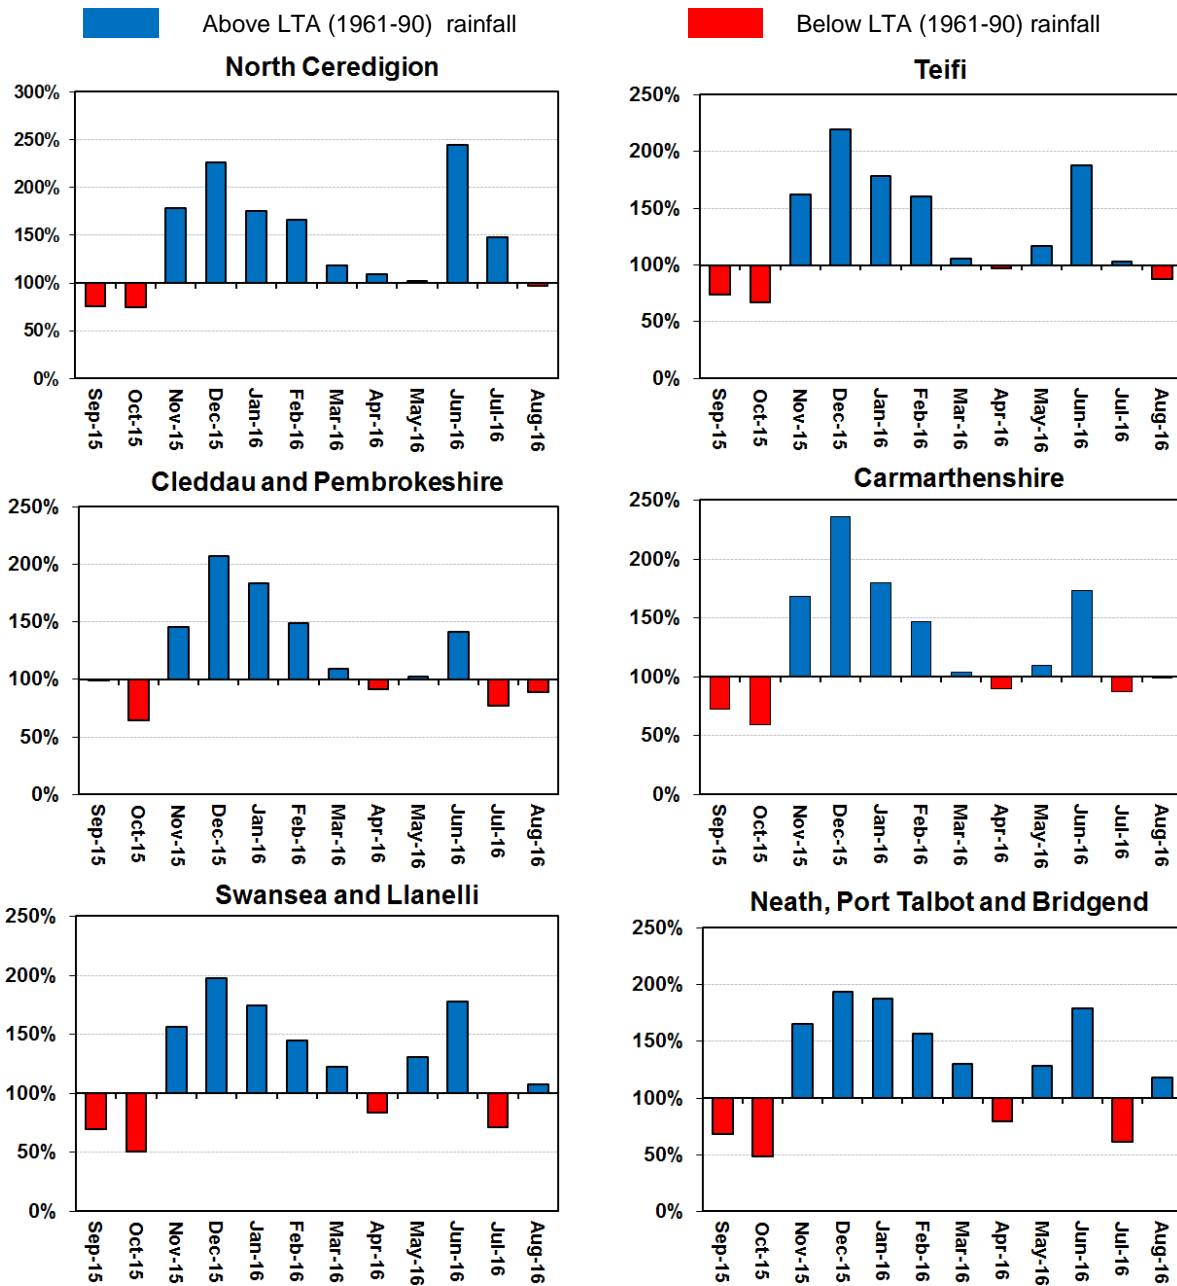 Above LTA (1961-90) rainfall
Below LTA (1961-90) rainfall
North Ceredigion
300%
250%
200%
150%
100%
50%
0%
Sep-15
Oct-15
Nov-15
Dec-15
Jan-16
Feb-16
Mar-16
Apr-16
May-16
Jun-16
Jul-16
Aug-16
Teifi
250%
200%
150%
100%
50%
0%
Sep-15
Oct-15
Nov-15
Dec-15
Jan-16
Feb-16
Mar-16
Apr-16
May-16
Jun-16
Jul-16
Aug-16
Cleddau and Pembrokeshire
250%
200%
150%
100%
50%
0%
Sep-15
Oct-15
Nov-15
Dec-15
Jan-16
Feb-16
Mar-16
Apr-16
May-16
Jun-16
Jul-16
Aug-16
Carmarthenshire
250%
200%
150%
100%
50%
0%
Sep-15
Oct-15
Nov-15
Dec-15
Jan-16
Feb-16
Mar-16
Apr-16
May-16
Jun-16
Jul-16
Aug-16
Swansea and Llanelli
250%
200%
150%
100%
50%
0%
Sep-15
Oct-15
Nov-15
Dec-15
Jan-16
Feb-16
Mar-16
Apr-16
May-16
Jun-16
Jul-16
Aug-16
Neath, Port Talbot and Bridgend
250%
200%
150%
100%
50%
0%
Sep-15
Oct-15
Nov-15
Dec-15
Jan-16
Feb-16
Mar-16
Apr-16
May-16
Jun-16
Jul-16
Aug-16